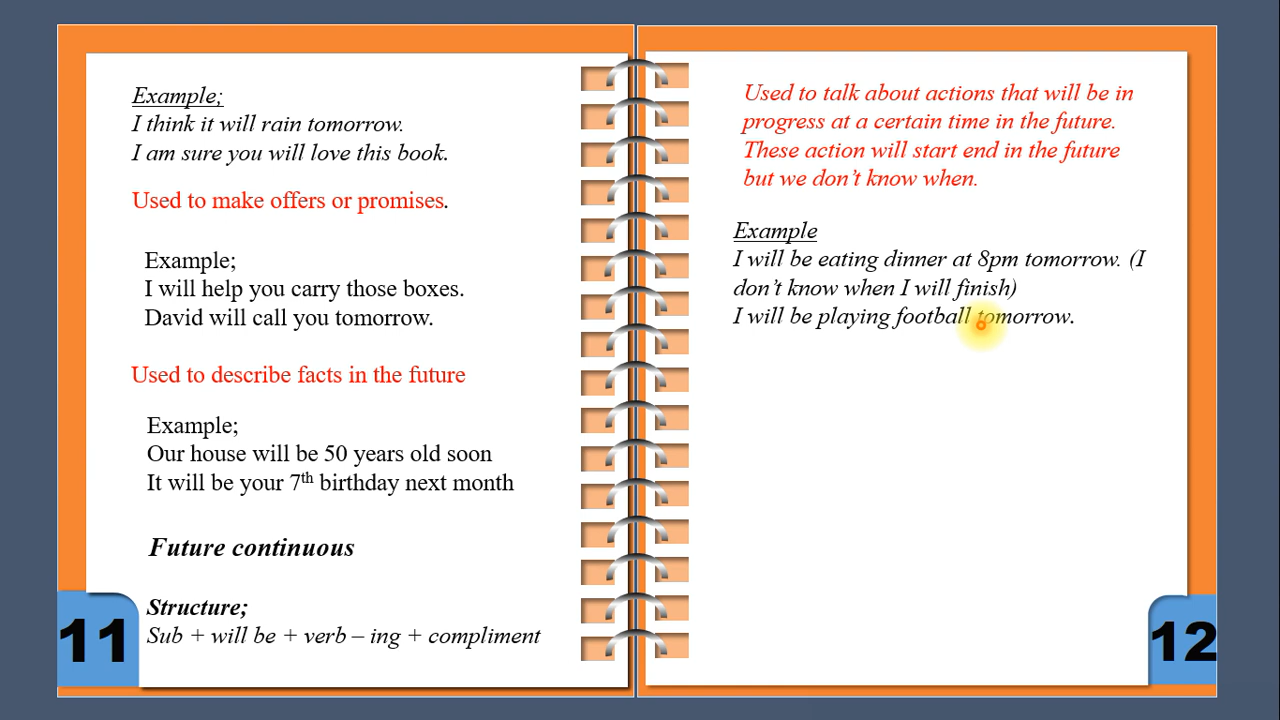 Example;
I think it will rain tomorrow.
I am sure you will love this book.
Used to make offers or promises.
Example;
I will help you carry those boxes.
David will call you tomorrow.
Used to describe facts in the future
Example;
Our house will be 50 years old soon
It will be your 7th birthday next month
Future continuous
Structure;
Sub + will be + verb – ing + compliment
11
Used to talk about actions that will be in
progress at a certain time in the future.
These action will start end in the future
but we don’t know when.
Example
I will be eating dinner at 8pm tomorrow. (I
don’t know when I will finish)
I will be playing football tomorrow.
12